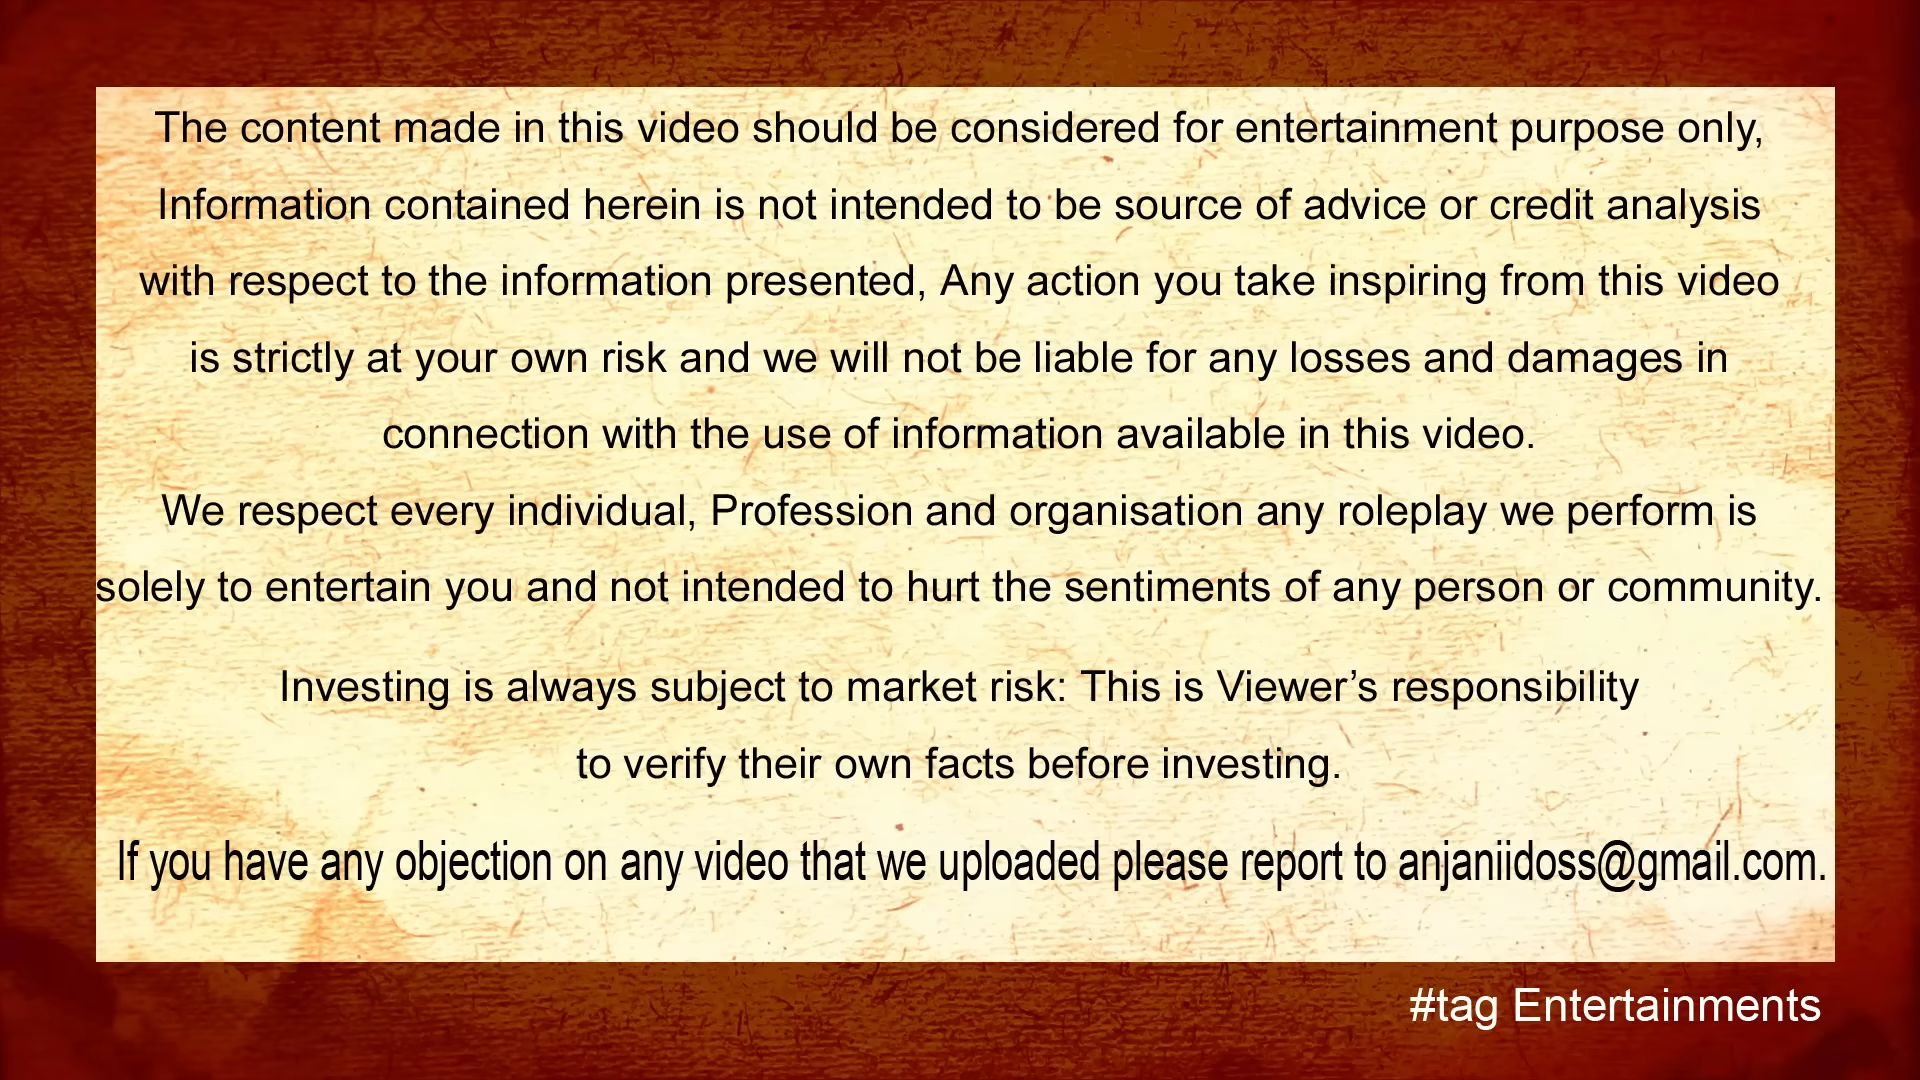 The content made in this video should be considered for entertainment purpose only,
Information contained herein is not intended to be source of advice or credit analysis
with respect to the information presented, Any action you take inspiring from this video
is strictly at your own risk and we will not be liable for any losses and damages in
connection with the use of information available in this video.
We respect every individual, Profession and organisation any roleplay we perform is
solely to entertain you and not intended to hurt the sentiments of any person or community.
Investing is always subject to market risk: This is Viewer’s responsibility
to verify their own facts before investing.
If you have any objection on any video that we uploaded please report to anjaniidoss@gmail.com.
#tag Entertainments